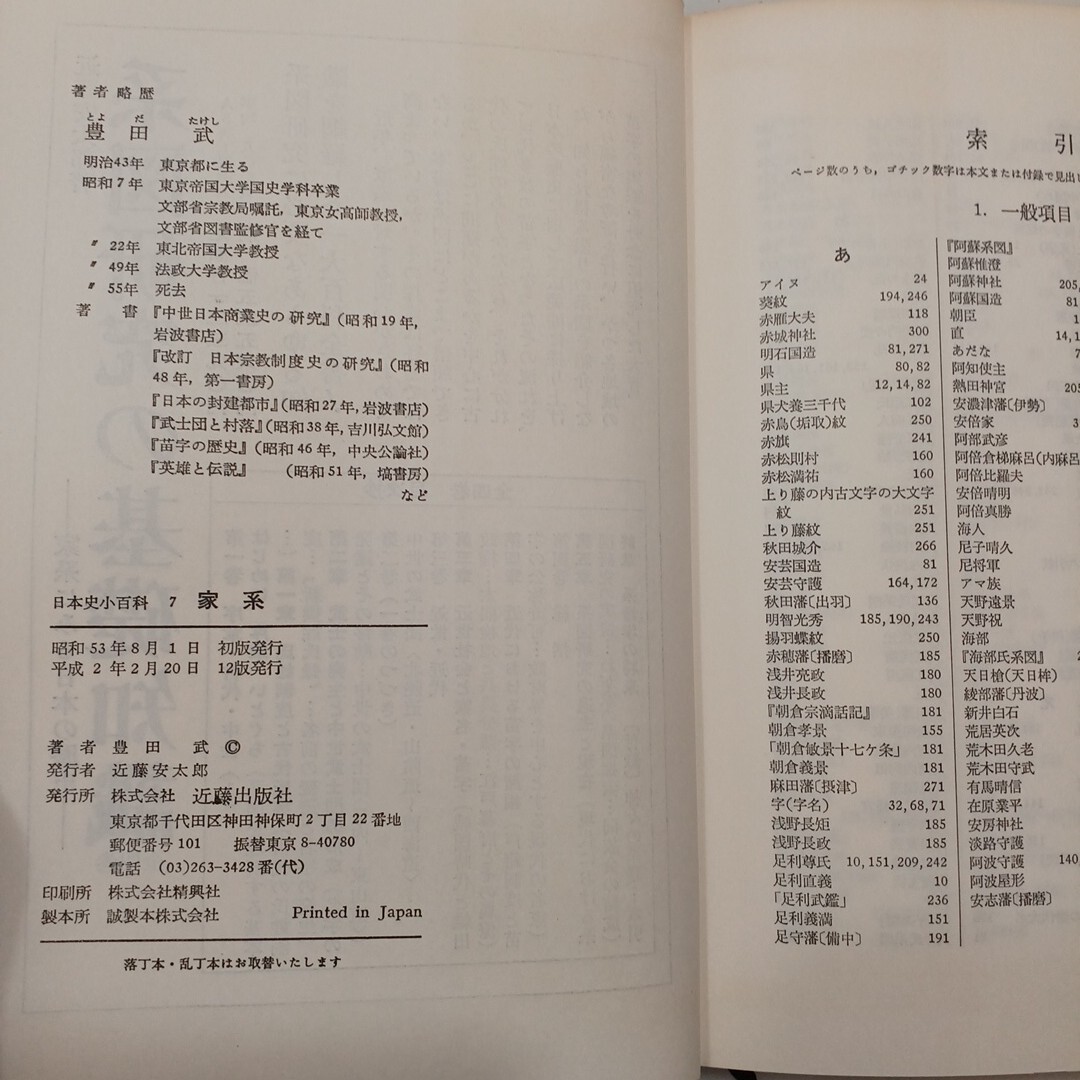 著者略歴
とよ だ たけし
豊田 武
明治43年 東京都に生る
昭和7年 東京帝国大学国史学科卒業
文部省宗教局嘱託，東京女高師教授，
文部省図書監修官を経て
〃 22年 東北帝国大学教授
〃 49年 法政大学教授
〃 55年 死去
著 書 『中世日本商業史の研究』(昭和19年，
岩波書店)
『改訂 日本宗教制度史の研究』(昭和
48年，第一書房)
『日本の封建都市』(昭和27年，岩波書店)
『武士団と村落』(昭和38年，吉川弘文館)
『苗字の歴史』(昭和46年，中央公論社)
『英雄と伝説』 (昭和51年，塙書房)
など
日本史小百科 7 家系
昭和53年8月1日 初版発行
平成2年2月20日 12版発行
著者 豊田 武 ©
発行者 近藤安太郎
発行所 株式会社 近藤出版社
東京都千代田区神田神保町2丁目22番地
郵便番号101 振替東京8-40780
電話 (03)263-3428番(代)
印刷所 株式会社精興社
製本所 誠製本株式会社 Printed in Japan
落丁本・乱丁本はお取替いたします
索 引
ページ数のうち，ゴチック数字は本文または付録で見出し
1. 一般項目
あ
アイヌ 24
葵紋 194,246
赤雁大夫 118
赤城神社 300
明石国造 81,271
県 80,82
県主 12,14,82
県犬養三千代 102
赤鳥(垢取)紋 250
赤旗 241
赤松則村 160
赤松満祐 160
上り藤の内古文字の大文字
紋 251
上り藤紋 251
秋田城介 266
安芸国造 81
安芸守護 164,172
秋田藩〔出羽〕 136
明智光秀 185,190,243
揚羽蝶紋 250
赤穂藩〔播磨〕 185
浅井亮政 180
浅井長政 180
『朝倉宗滴話記』 181
朝倉孝景 155
「朝倉敏景十七ケ条」 181
朝倉義景 181
麻田藩〔摂津〕 271
字(字名) 32,68,71
浅野長矩 185
浅野長政 185
足利尊氏 10,151,209,242
足利直義 10
「足利武鑑」 236
足利義満 151
足守藩〔備中〕 191
『阿蘇系図』
阿蘇惟澄
阿蘇神社 205,
阿蘇国造 81
朝臣 1
直 14,1
あだな 7
阿知使主
熱田神宮 205
安濃津藩〔伊勢〕
安倍家 3
阿部武彦
阿倍倉梯麻呂(内麻呂
阿倍比羅夫
安倍晴明
阿倍真勝
海人
尼子晴久
尼将軍
アマ族
天野遠景
天野祝
海部
『海部氏系図』 2
天日槍(天日桙)
綾部藩〔丹波〕
新井白石
荒居英次
荒木田久老
荒木田守武
有馬晴信
在原業平
安房神社
淡路守護
阿波守護 140
阿波屋形
安志藩〔播磨〕